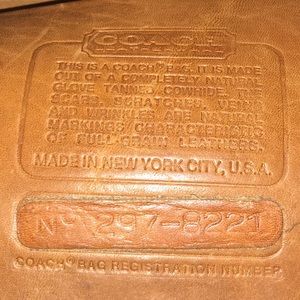 COACH
LEATHERWARE
THIS IS A COACH® BAG. IT IS MADE
OUT OF A COMPLETELY NATURAL
GLOVE TANNED COWHIDE. THE
SCARS, SCRATCHES, VEINS
AND WRINKLES ARE NATURAL
MARKINGS CHARACTERISTIC
OF FULL-GRAIN LEATHERS.
MADE IN NEW YORK CITY, U.S.A.
No 297-8221
COACH® BAG REGISTRATION NUMBER